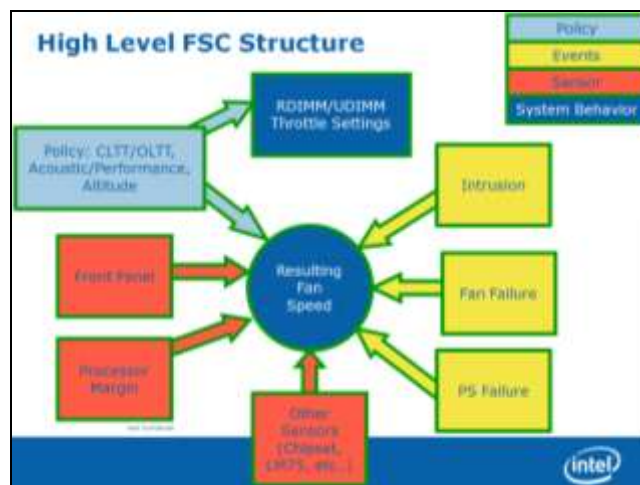 High Level FSC Structure
Policy
Events
Sensor
System Behavior
RDIMM/UDIMM
Throttle Settings
Policy: CLTT/OLTT,
Acoustic/Performance,
Altitude
Intrusion
Front Panel
Resulting
Fan
Speed
Fan Failure
Processor
Margin
PS Failure
Other
Sensors
(Chipset,
LM75, etc...)
intel